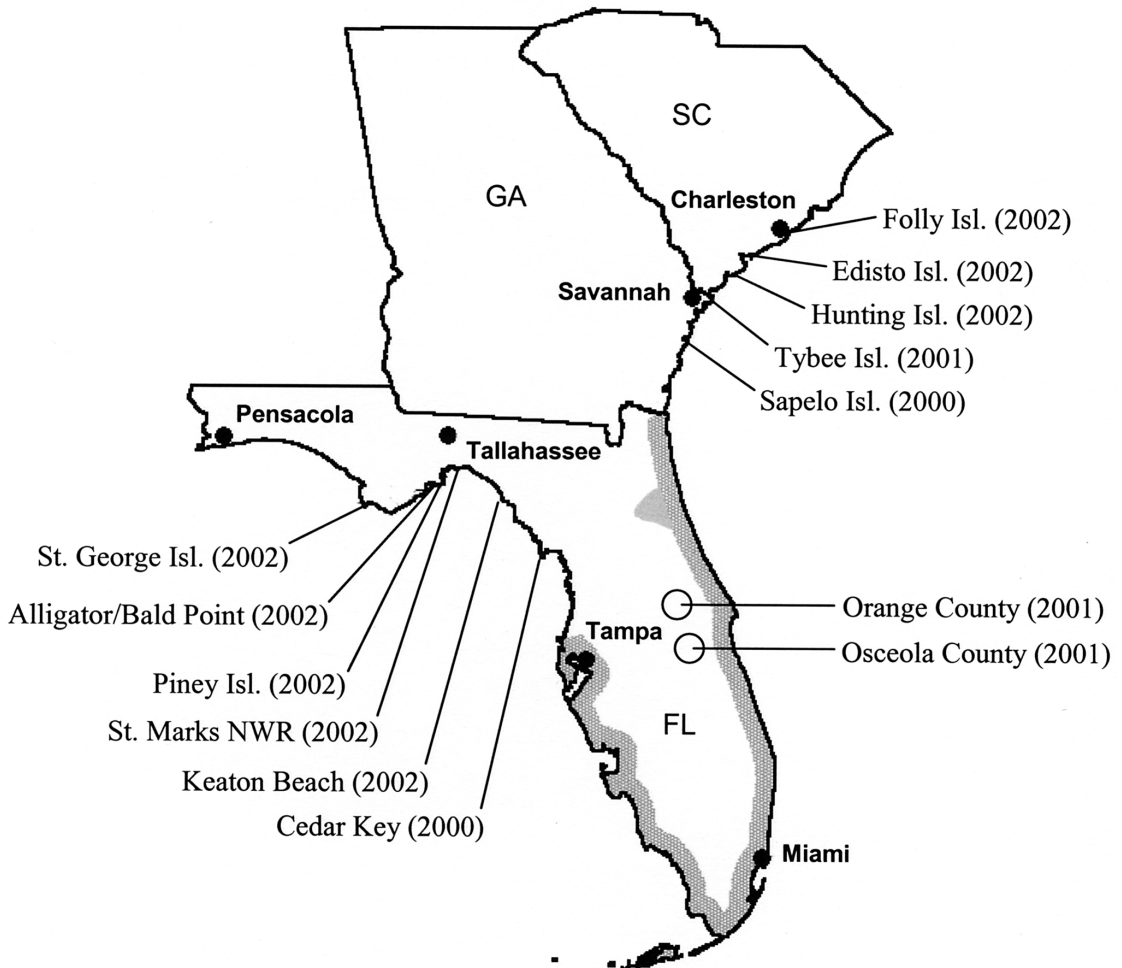 SC
GA
Charleston
Folly Isl. (2002)
Edisto Isl. (2002)
Savannah
Hunting Isl. (2002)
Tybee Isl. (2001)
Sapelo Isl. (2000)
Pensacola
Tallahassee
St. George Isl. (2002)
Alligator/Bald Point (2002)
Orange County (2001)
Tampa
Osceola County (2001)
Piney Isl. (2002)
St. Marks NWR (2002)
FL
Keaton Beach (2002)
Cedar Key (2000)
Miami